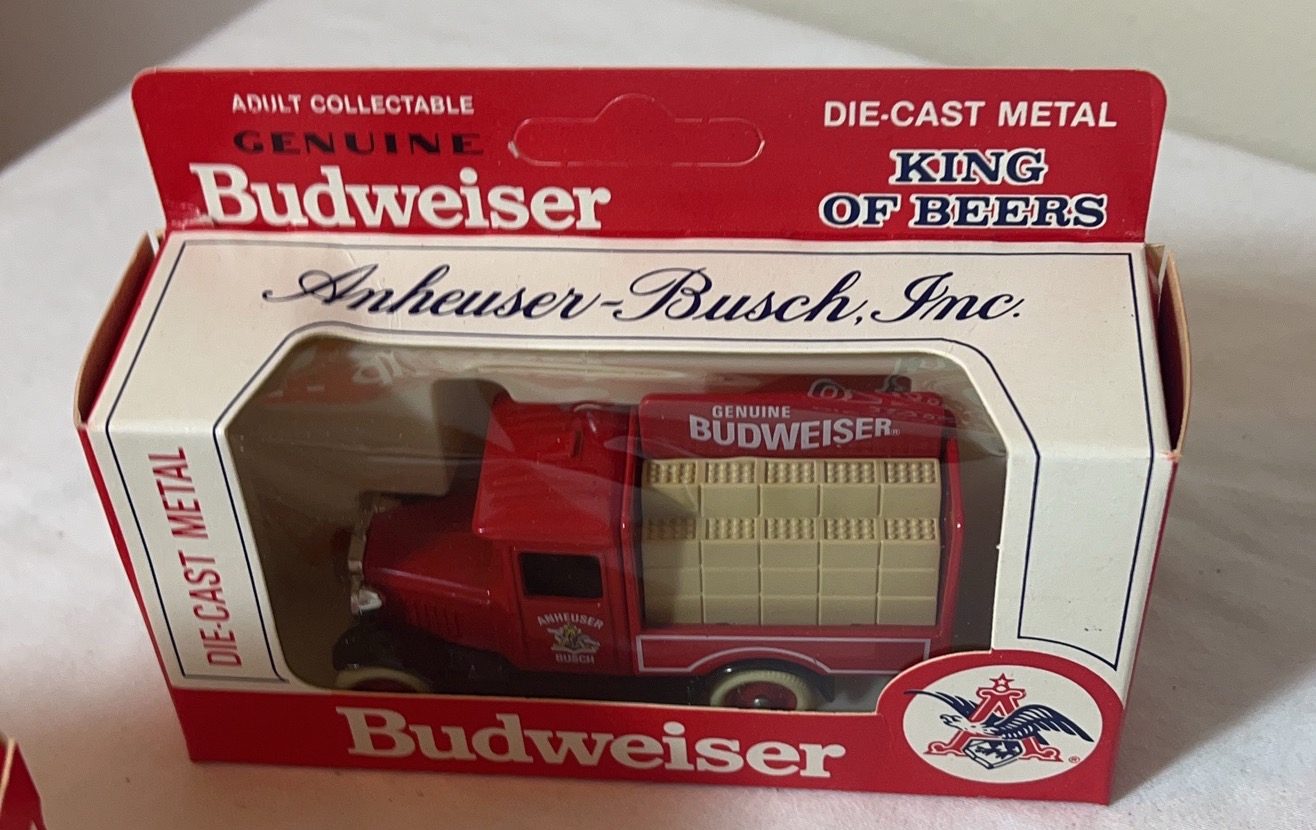 ADULT COLLECTABLE
GENUINE
Budweiser
DIE-CAST METAL
KING
OF BEERS
Anheuser-Busch, Inc.
DIE-CAST METAL
GENUINE
BUDWEISER®
ANHEUSER
BUSCH
Budweiser
A
®